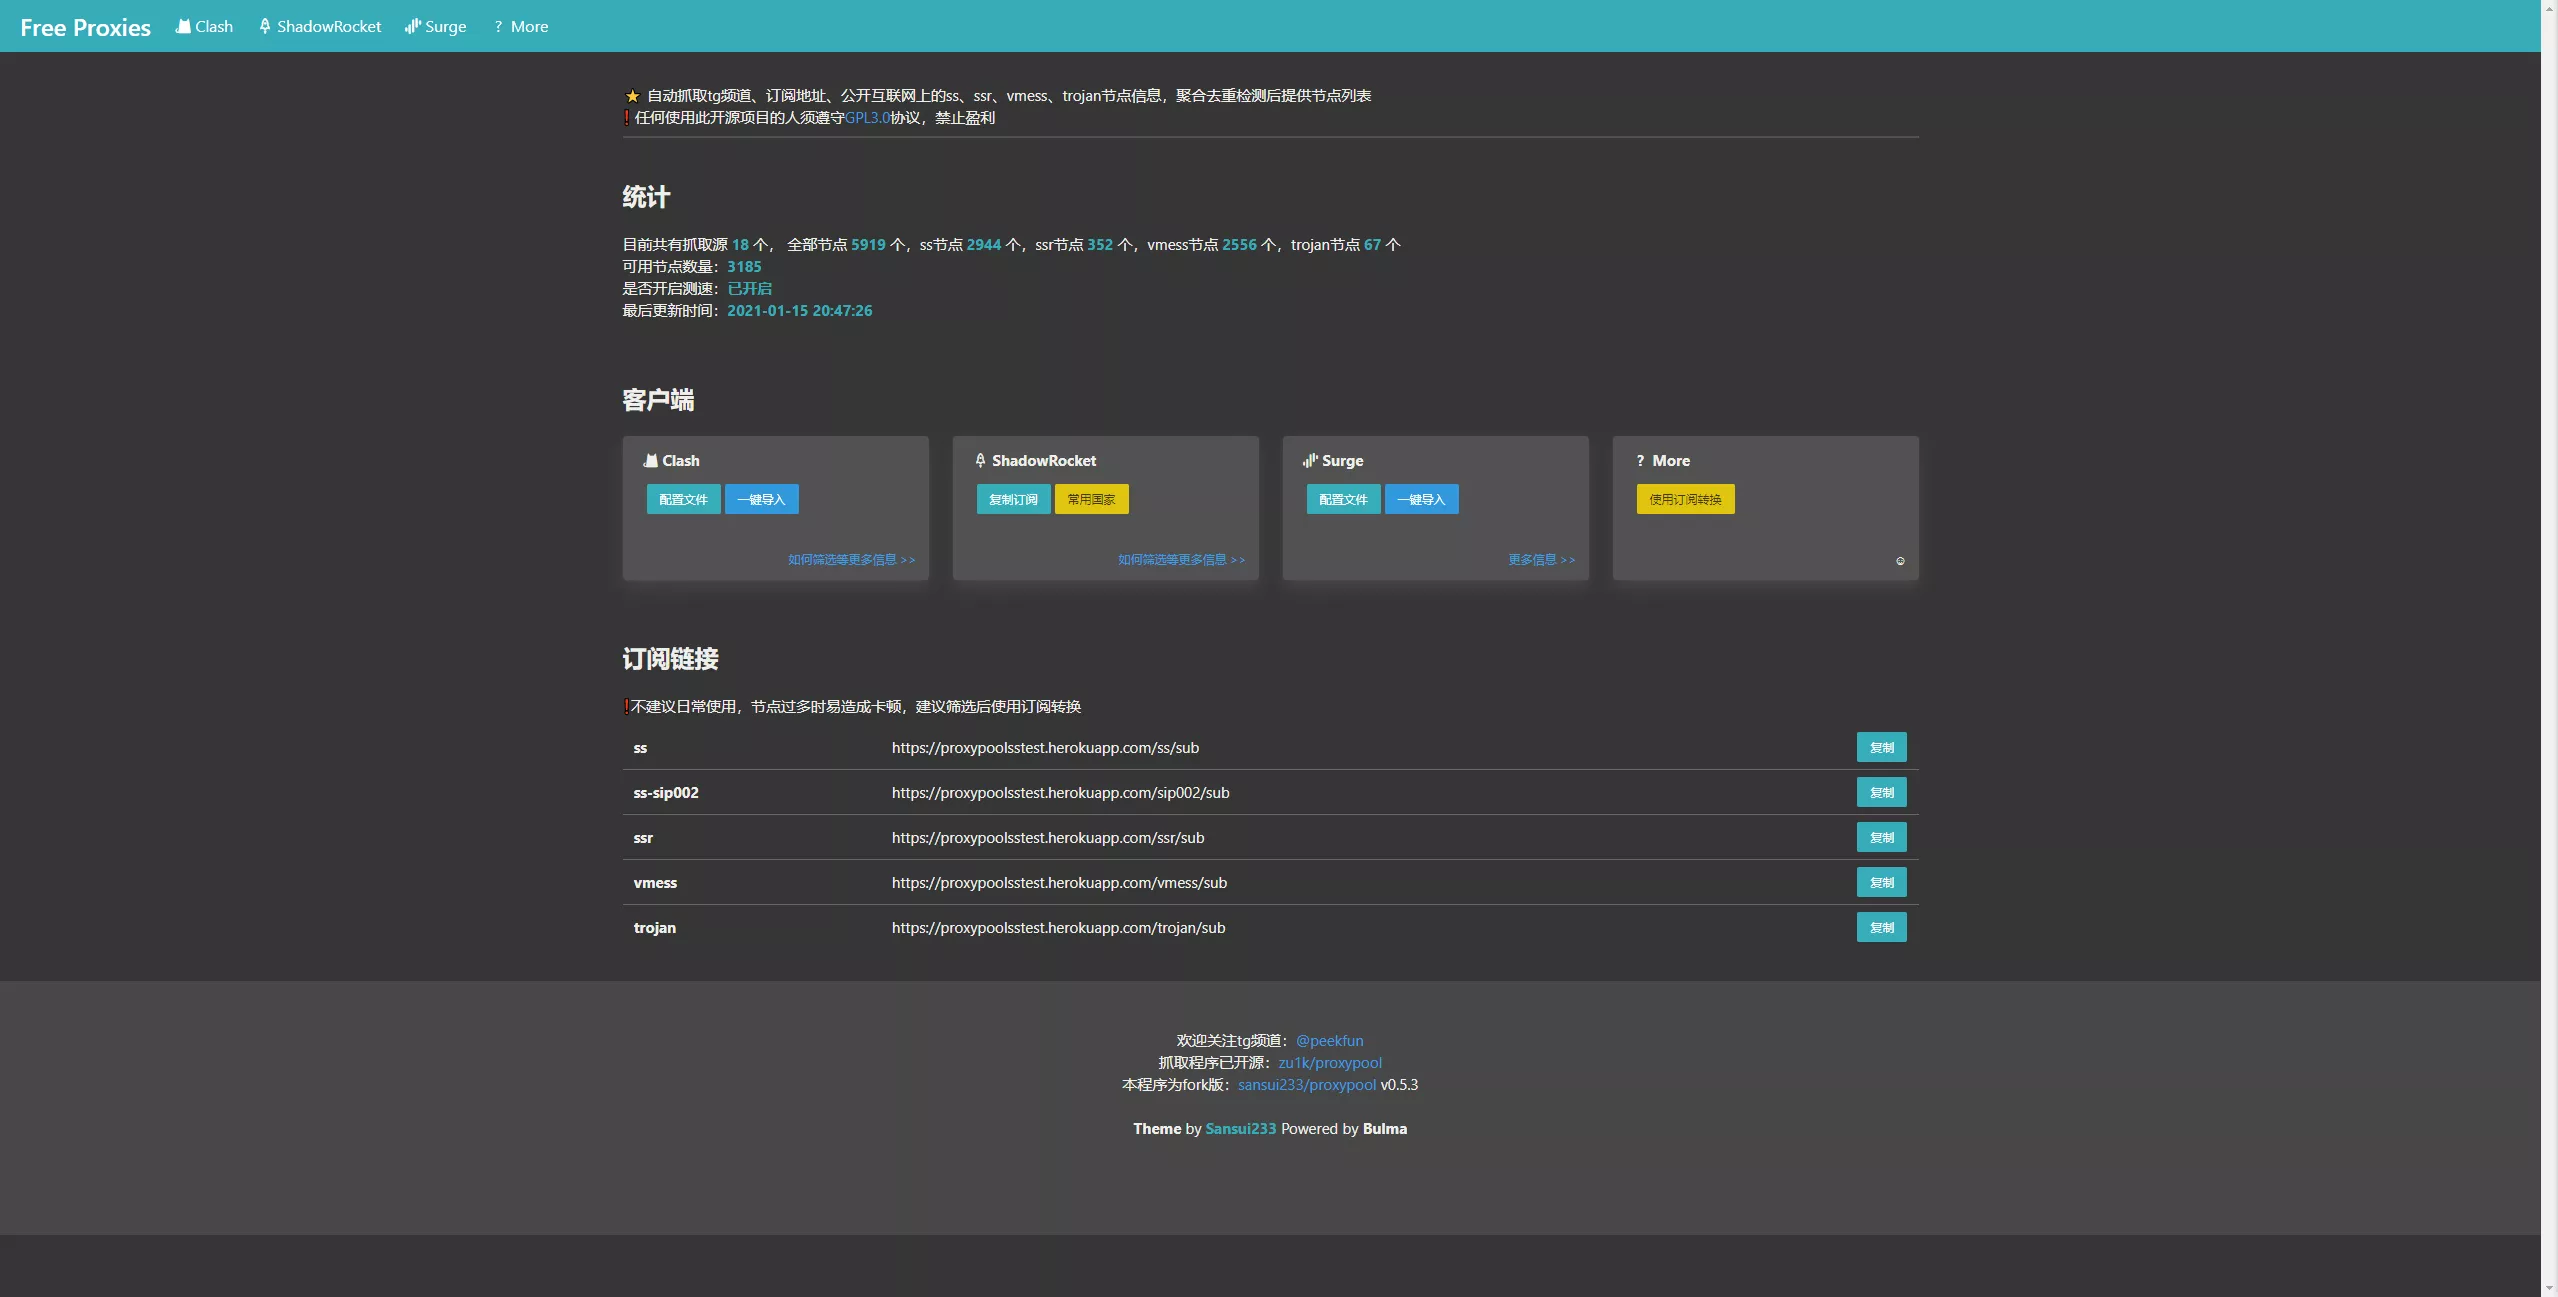 Free Proxies Clash ShadowRocket Surge ? More
⭐ 自动抓取tg频道、订阅地址、公开互联网上的ss、ssr、vmess、trojan节点信息，聚合去重检测后提供节点列表
❗任何使用此开源项目的人须遵守GPL3.0协议，禁止盈利
统计
目前共有抓取源 18 个， 全部节点 5919 个，ss节点 2944 个，ssr节点 352 个，vmess节点 2556 个，trojan节点 67 个
可用节点数量：3185
是否开启测速：已开启
最后更新时间：2021-01-15 20:47:26
客户端
Clash
配置文件 一键导入
如何筛选等更多信息 >>
ShadowRocket
复制订阅 常用国家
如何筛选等更多信息 >>
Surge
配置文件 一键导入
更多信息 >>
? More
使用订阅转换
☺
订阅链接
❗不建议日常使用，节点过多时易造成卡顿，建议筛选后使用订阅转换
ss https://proxypoolsstest.herokuapp.com/ss/sub 复制
ss-sip002 https://proxypoolsstest.herokuapp.com/sip002/sub 复制
ssr https://proxypoolsstest.herokuapp.com/ssr/sub 复制
vmess https://proxypoolsstest.herokuapp.com/vmess/sub 复制
trojan https://proxypoolsstest.herokuapp.com/trojan/sub 复制
欢迎关注tg频道：@peekfun
抓取程序已开源：zu1k/proxypool
本程序为fork版：sansui233/proxypool v0.5.3
Theme by Sansui233 Powered by Bulma